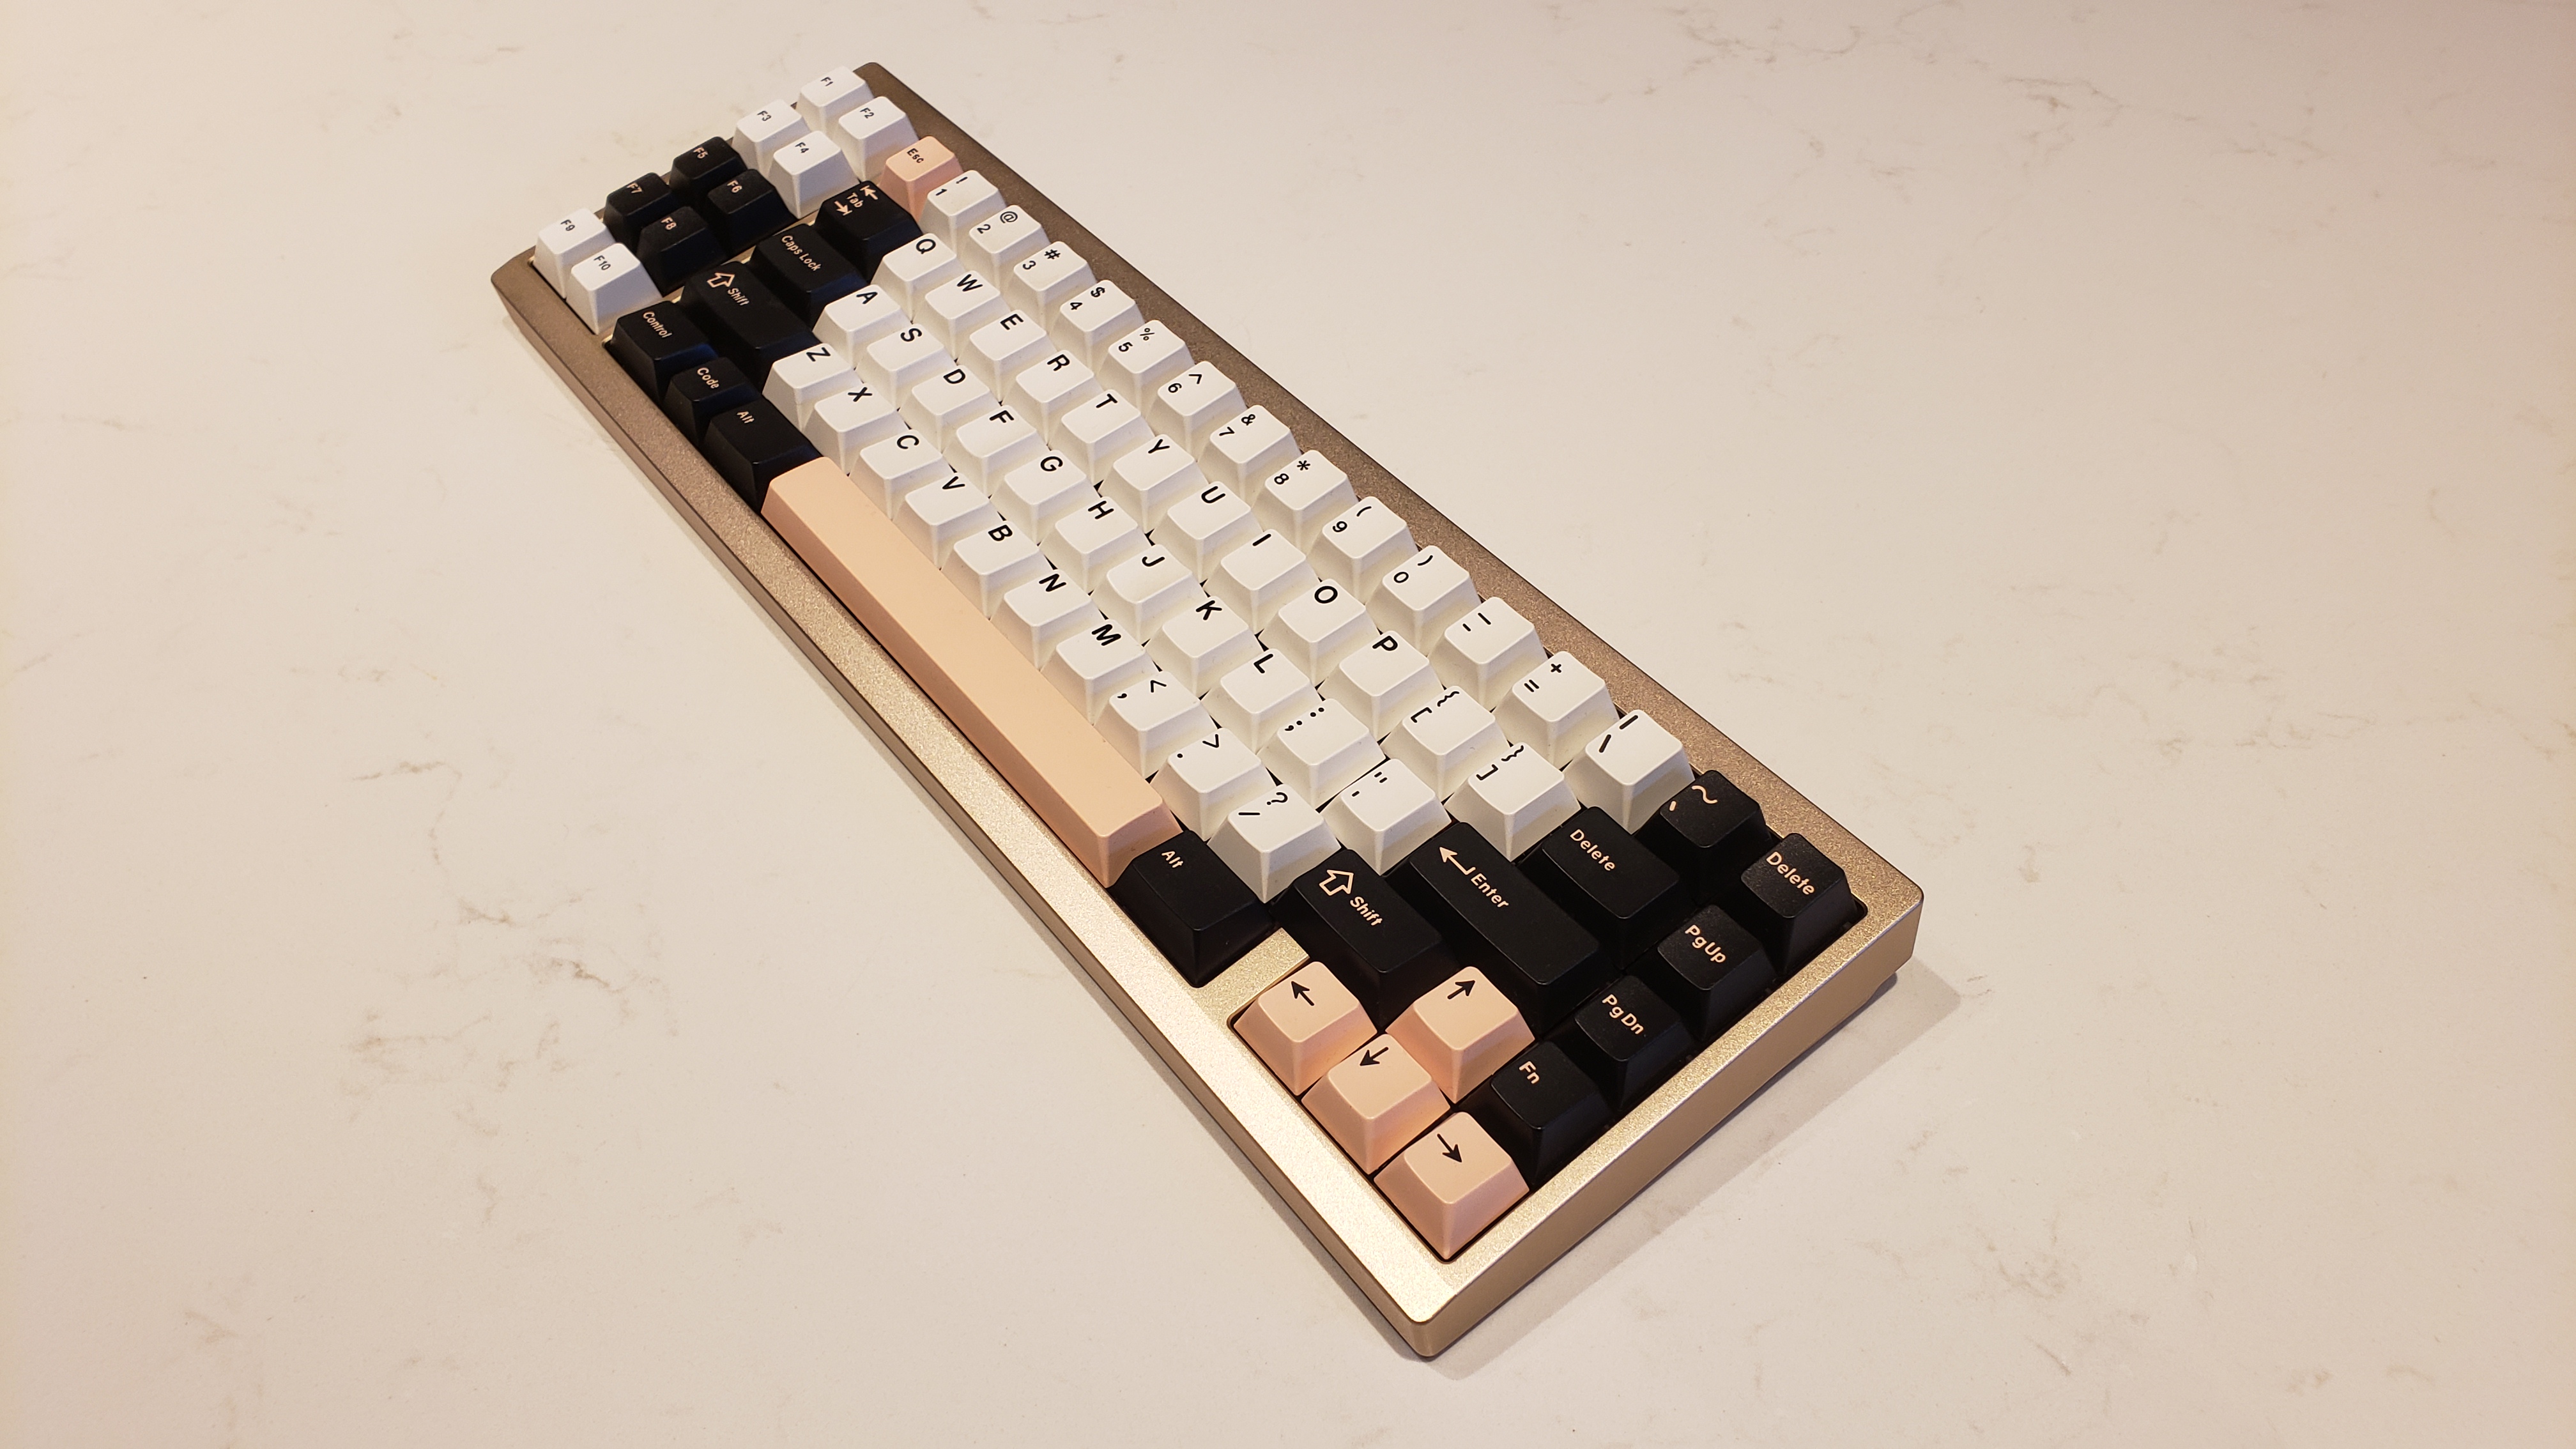 F1 F2 Esc ! 1 @ 2 # 3 $ 4 % 5 ^ 6 & 7 * 8 ( 9 ) 0 _ - + = | \ ~ ` Delete
F3 F4 Tab Q W E R T Y U I O P { [ } ] Delete PgUp
F5 F6 Caps Lock A S D F G H J K L : ; " ' Enter PgDn
F7 F8 Shift Z X C V B N M < , > . ? / Shift ↑ Fn
F9 F10 Control Code Alt Alt ← ↓ →